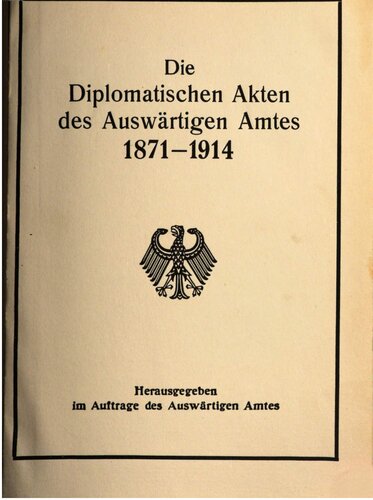 Die
Diplomatischen Akten
des Auswärtigen Amtes
1871–1914
Herausgegeben
im Auftrage des Auswärtigen Amtes